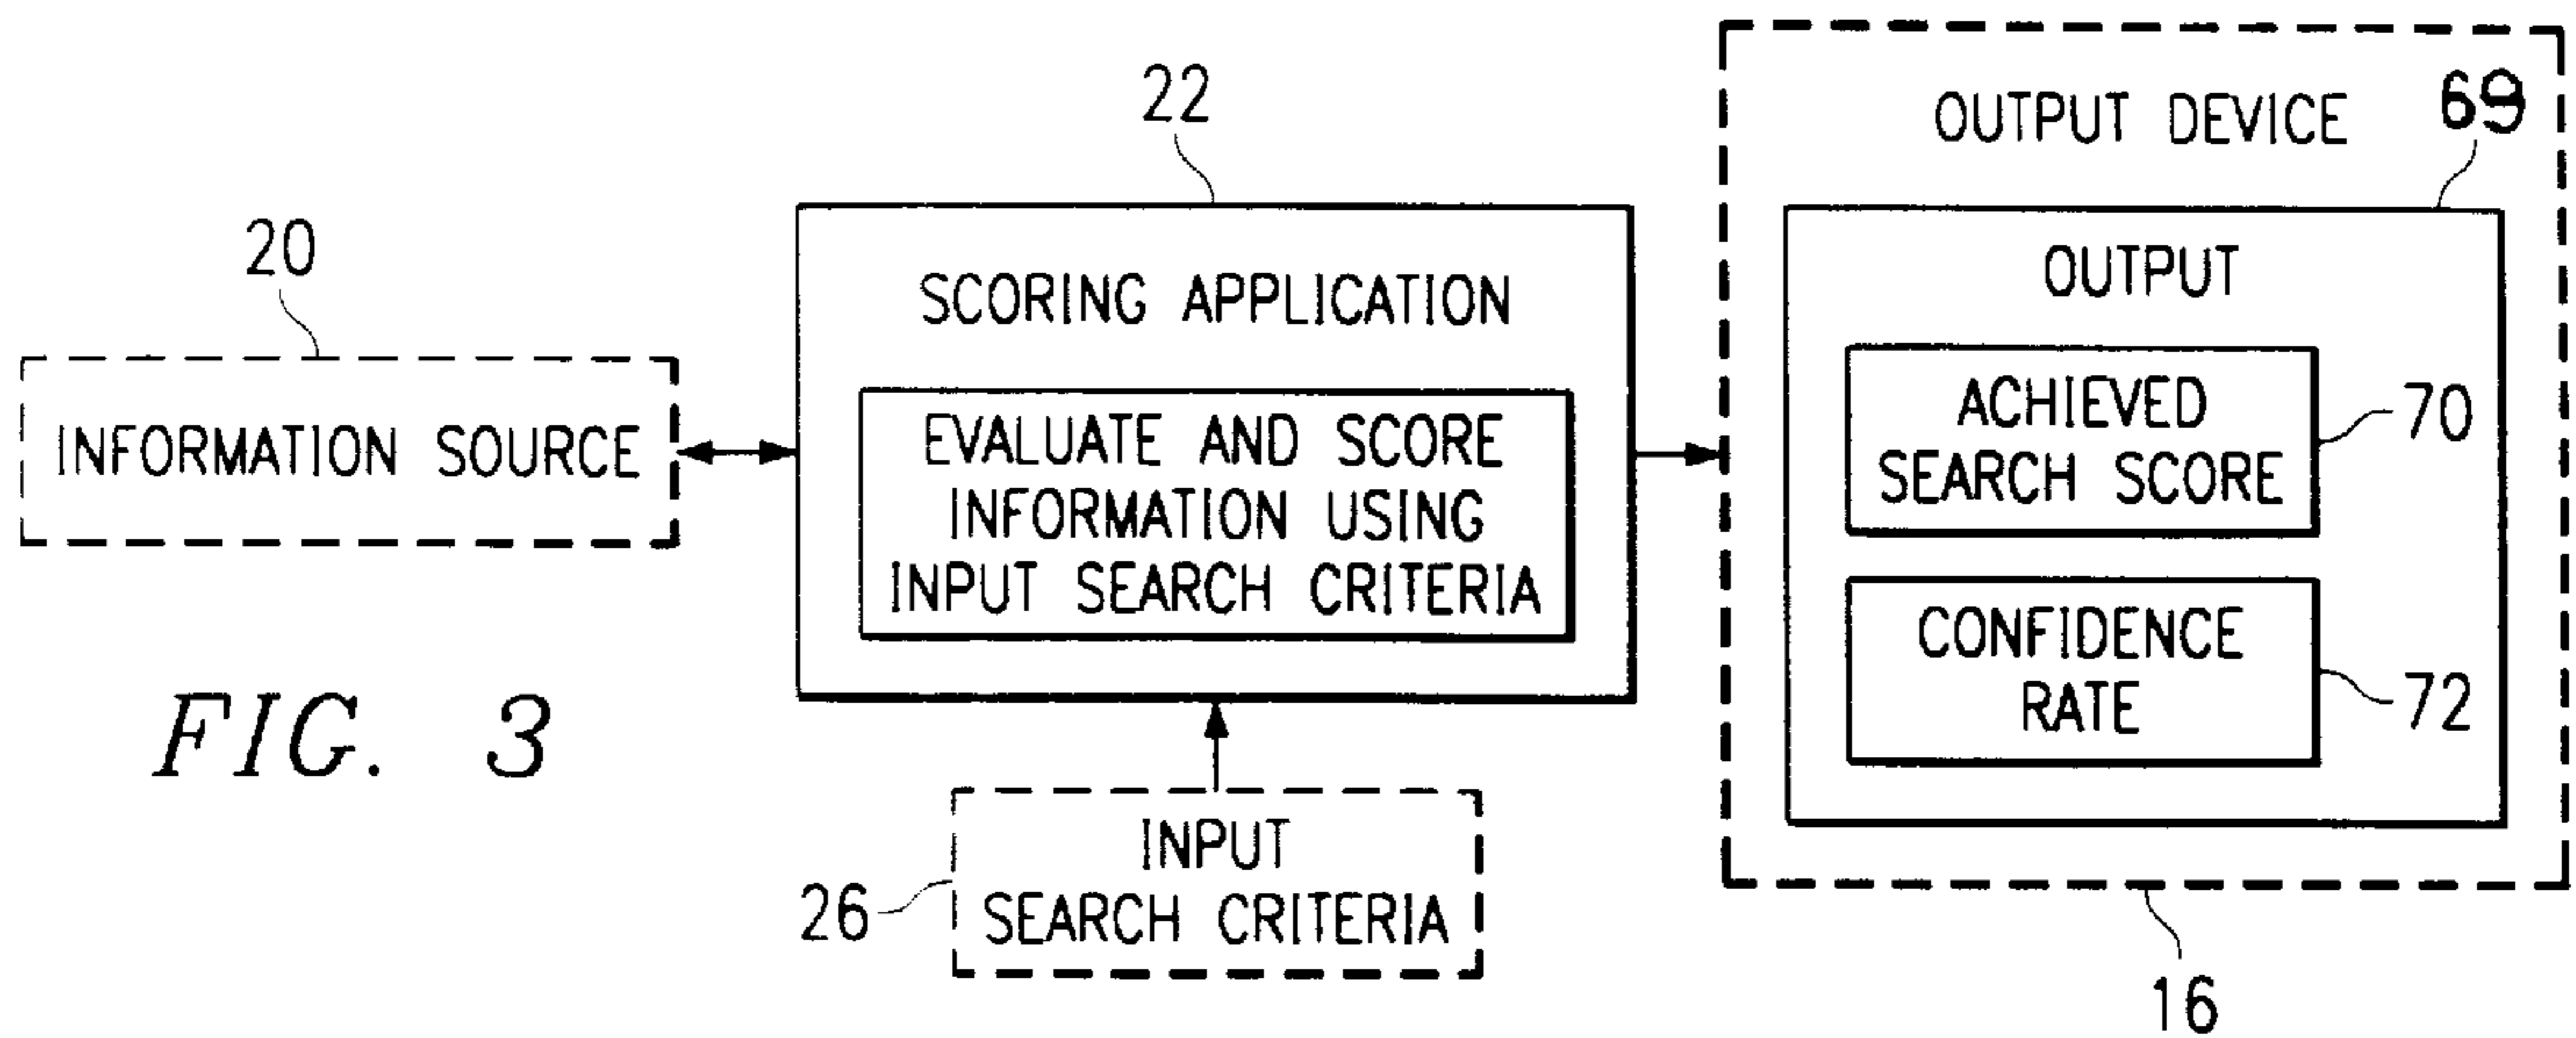 22
OUTPUT DEVICE
69
20
SCORING APPLICATION
OUTPUT
INFORMATION SOURCE
EVALUATE AND SCORE
INFORMATION USING
INPUT SEARCH CRITERIA
ACHIEVED
SEARCH SCORE
70
CONFIDENCE
RATE
72
FIG. 3
INPUT
SEARCH CRITERIA
26
16